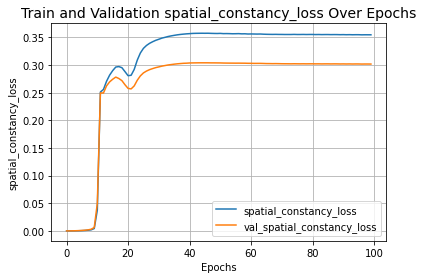 Train and Validation spatial_constancy_loss Over Epochs
spatial_constancy_loss
0.35
0.30
0.25
0.20
0.15
0.10
0.05
0.00
0 20 40 60 80 100
Epochs
spatial_constancy_loss
val_spatial_constancy_loss